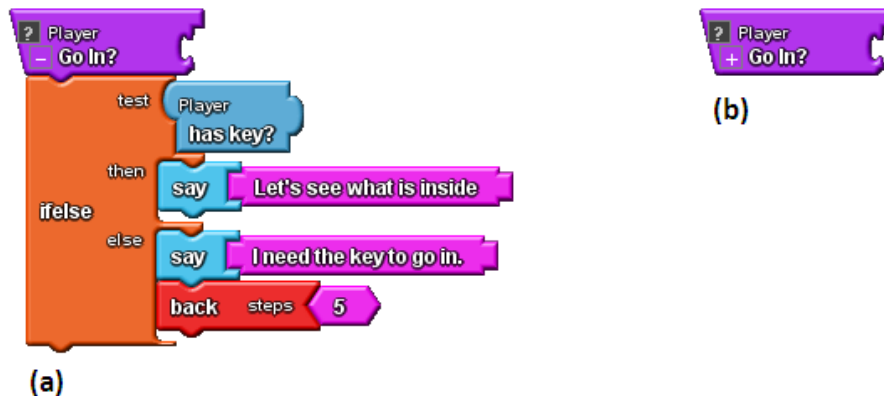 ? Player
- Go In?
test
Player
has key?
then
say Let's see what is inside
ifelse
else
say I need the key to go in.
back steps 5
(a)
? Player
+ Go In?
(b)